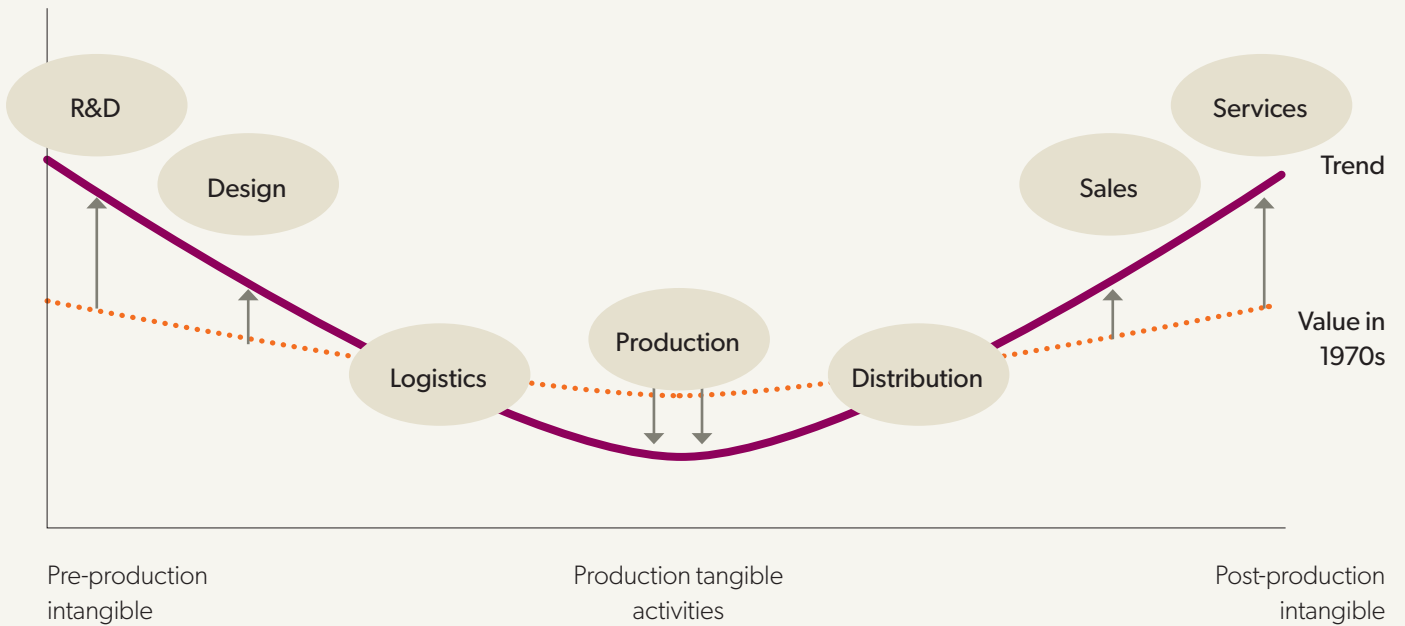 R&D
Services
Trend
Design
Sales
Production
Value in
1970s
Logistics
Distribution
Pre-production
intangible
Production tangible
activities
Post-production
intangible